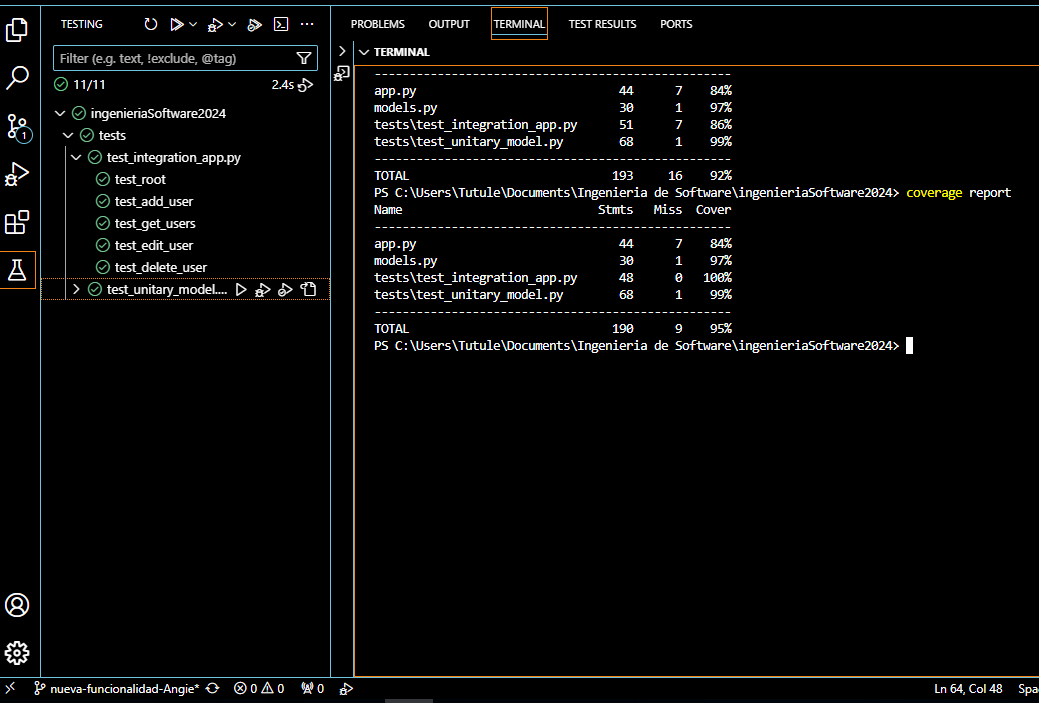 TESTING
PROBLEMS OUTPUT TERMINAL TEST RESULTS PORTS
Filter (e.g. text, !exclude, @tag)
11/11 2.4s
ingenieriaSoftware2024
tests
test_integration_app.py
test_root
test_add_user
test_get_users
test_edit_user
test_delete_user
test_unitary_model....
1
TERMINAL
-----------------------------------------------
app.py 44 7 84%
models.py 30 1 97%
tests\test_integration_app.py 51 7 86%
tests\test_unitary_model.py 68 1 99%
-----------------------------------------------
TOTAL 193 16 92%
PS C:\Users\Tutule\Documents\Ingenieria de Software\ingenieriaSoftware2024> coverage report
Name Stmts Miss Cover
-----------------------------------------------
app.py 44 7 84%
models.py 30 1 97%
tests\test_integration_app.py 48 0 100%
tests\test_unitary_model.py 68 1 99%
-----------------------------------------------
TOTAL 190 9 95%
PS C:\Users\Tutule\Documents\Ingenieria de Software\ingenieriaSoftware2024>
nueva-funcionalidad-Angie* 0 0 0 Ln 64, Col 48 Spa